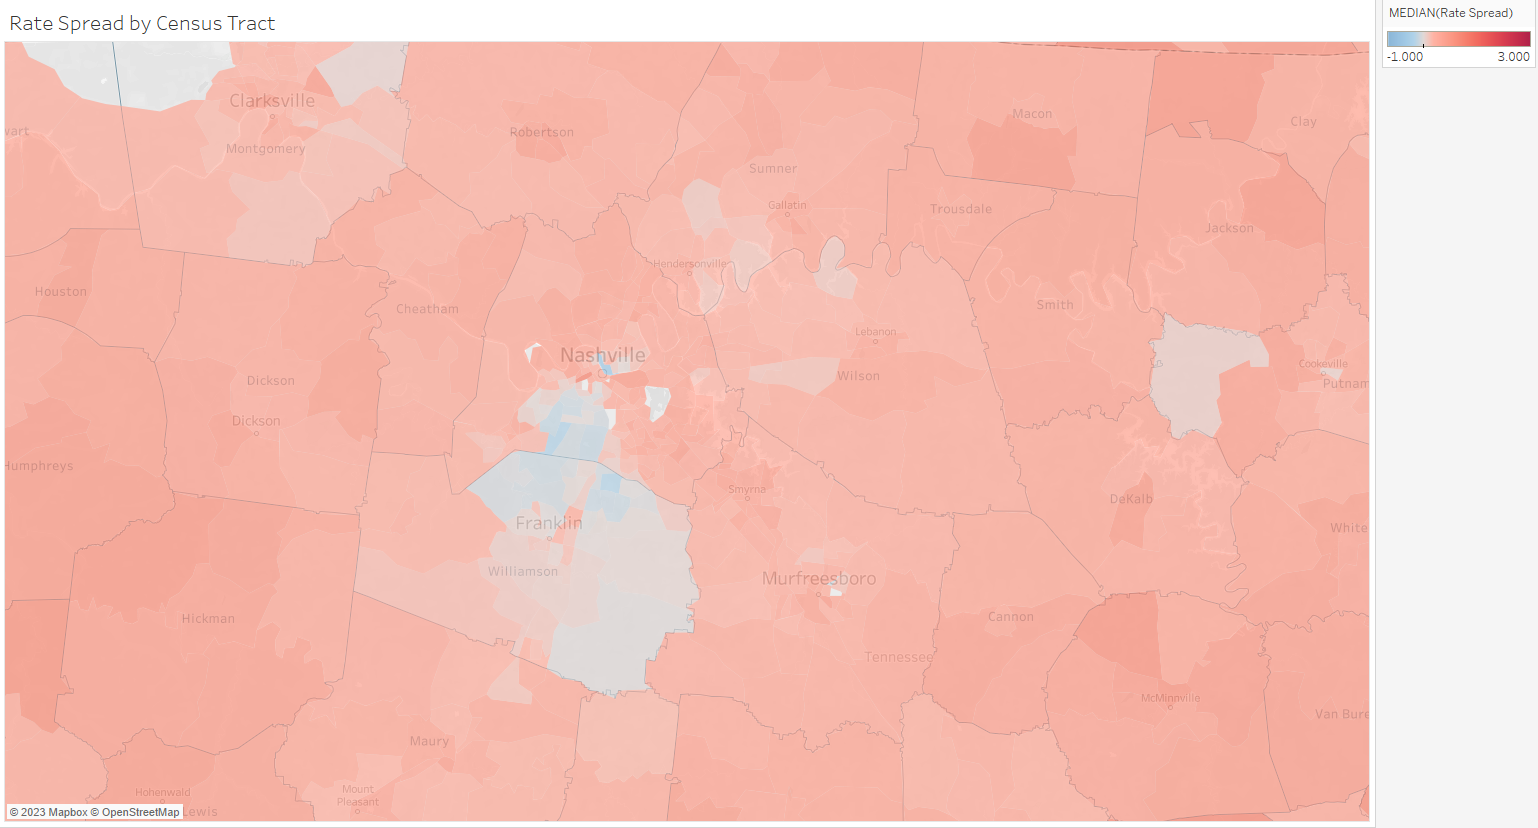 Rate Spread by Census Tract
MEDIAN(Rate Spread)
-1.000 3.000
Clarksville
Montgomery
Robertson
Sumner
Gallatin
Macon
Clay
Trousdale
Jackson
Hendersonville
Houston
Cheatham
Smith
Lebanon
Nashville
Wilson
Cookeville
Putnam
Dickson
Dickson
Humphreys
Smyrna
DeKalb
White
Franklin
Williamson
Murfreesboro
Hickman
Cannon
Tennessee
McMinnville
Van Bure
Maury
Mount
Pleasant
Hohenwald
Lewis
wart
© 2023 Mapbox © OpenStreetMap